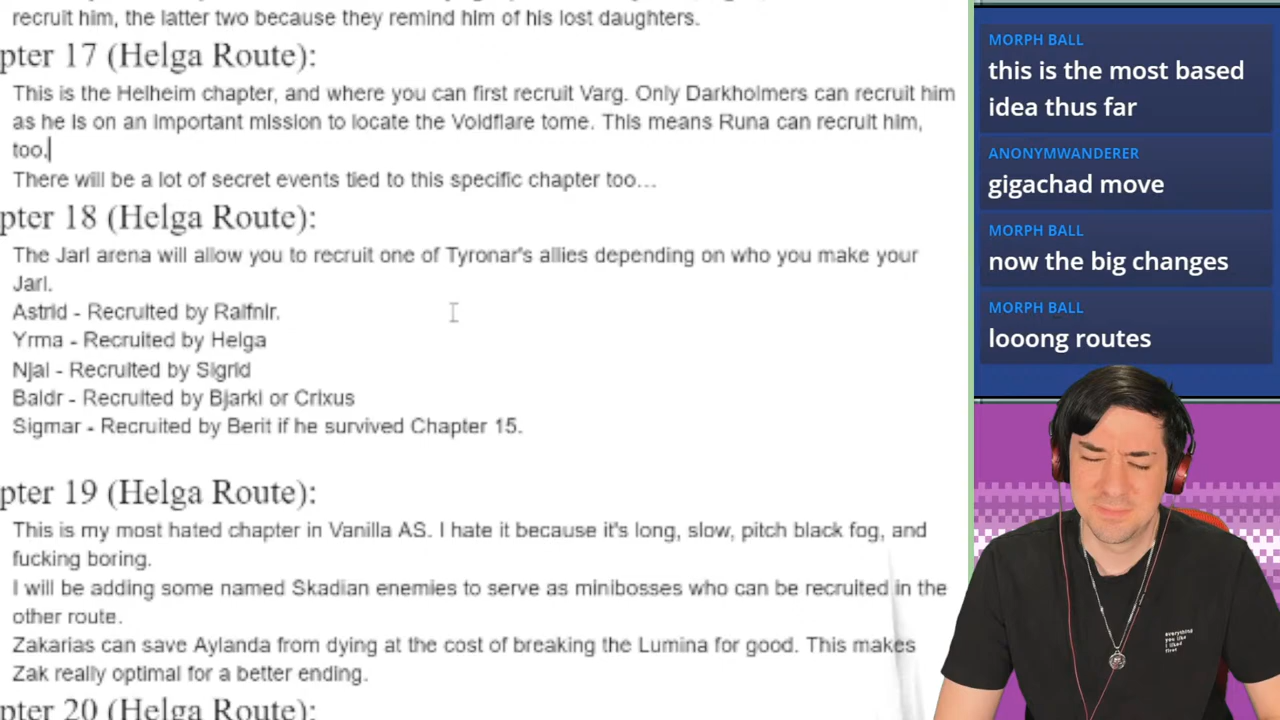 recruit him, the latter two because they remind him of his lost daughters.
pter 17 (Helga Route):
This is the Helheim chapter, and where you can first recruit Varg. Only Darkholmers can recruit him
as he is on an important mission to locate the Voidflare tome. This means Runa can recruit him,
too.
There will be a lot of secret events tied to this specific chapter too...
pter 18 (Helga Route):
The Jarl arena will allow you to recruit one of Tyronar's allies depending on who you make your
Jarl.
Astrid - Recruited by Ralfnir.
Yrma - Recruited by Helga
Njal - Recruited by Sigrid
Baldr - Recruited by Bjarki or Crixus
Sigmar - Recruited by Berit if he survived Chapter 15.
pter 19 (Helga Route):
This is my most hated chapter in Vanilla AS. I hate it because it's long, slow, pitch black fog, and
fucking boring.
I will be adding some named Skadian enemies to serve as minibosses who can be recruited in the
other route.
Zakarias can save Aylanda from dying at the cost of breaking the Lumina for good. This makes
Zak really optimal for a better ending.
pter 20 (Helga Route):
MORPH BALL
this is the most based
idea thus far
ANONYMWANDERER
gigachad move
MORPH BALL
now the big changes
MORPH BALL
looong routes
everything
you like
I liked
first